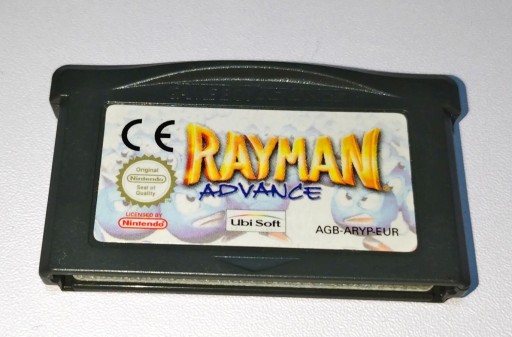 CE
RAYMAN
ADVANCE
Original
Nintendo
Seal of
Quality
LICENSED BY
Nintendo
Ubi Soft
AGB-ARYP-EUR